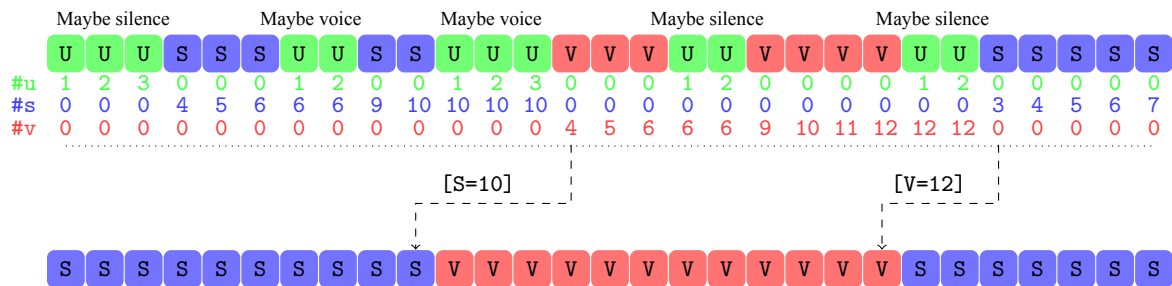 Maybe silence Maybe voice Maybe voice Maybe silence Maybe silence
U U U S S S U U S S U U U V V V U U V V V V U U S S S S S
#u 1 2 3 0 0 0 1 2 0 0 1 2 3 0 0 0 1 2 0 0 0 0 1 2 0 0 0 0 0
#s 0 0 0 4 5 6 6 6 9 10 10 10 10 0 0 0 0 0 0 0 0 0 0 0 3 4 5 6 7
#v 0 0 0 0 0 0 0 0 0 0 0 0 0 4 5 6 6 6 9 10 11 12 12 12 0 0 0 0 0
[S=10] [V=12]
S S S S S S S S S S V V V V V V V V V V V V S S S S S S S